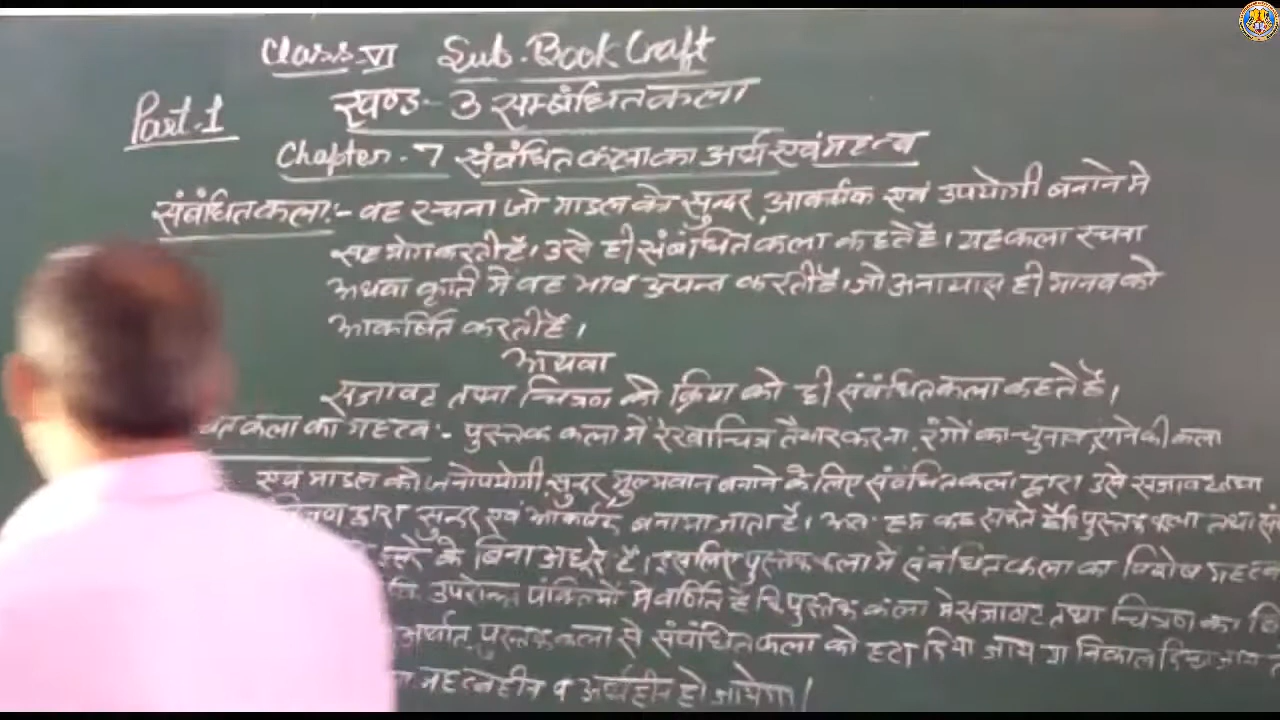 Class-VI Sub. Book Craft
Part.1 खण्ड- 3 सम्बंधित कला
Chapter. 7 संबंधित कला का अर्थ एवं महत्व
संबंधित कला:- वह रचना जो माडल को सुन्दर, आकर्षक एवं उपयोगी बनाने मे
सहयोग करती हैं। उसे ही संबंधित कला कहते हैं। यह कला रचना
अथवा कृति में वह भाव उत्पन्न करती हैं। जो अनायास ही मानव को
आकर्षित करती हैं।
अथवा
सजावट तथा चित्रण की क्रिया को ही संबंधित कला कहते हैं।
कला का महत्व:- पुस्तक कला में रेखाचित्र तैयार करना, रंगों का चुनाव, रंगने की कला
एवं माडल को जनोपयोगी, सुन्दर, मुल्यवान बनाने के लिए संबंधित कला द्वारा उसे सजावट तथा
द्वारा सुन्दर एवं आकर्षक बनाया जाता है। अतः हम कह सकते हैं कि पुस्तक कला तथा
के बिना अधूरे हैं। इसलिए पुस्तक कला में संबंधित कला का विशेष महत्व
उपरोक्त पंक्तियों में वर्णित है कि पुस्तक कला मे सजावट तथा चित्रण का
अर्थात् पुस्तक कला से संबंधित कला को हटा दिया जाय या निकाल दिया जाय
महत्वहीन व अर्थहीन हो जायेगा।